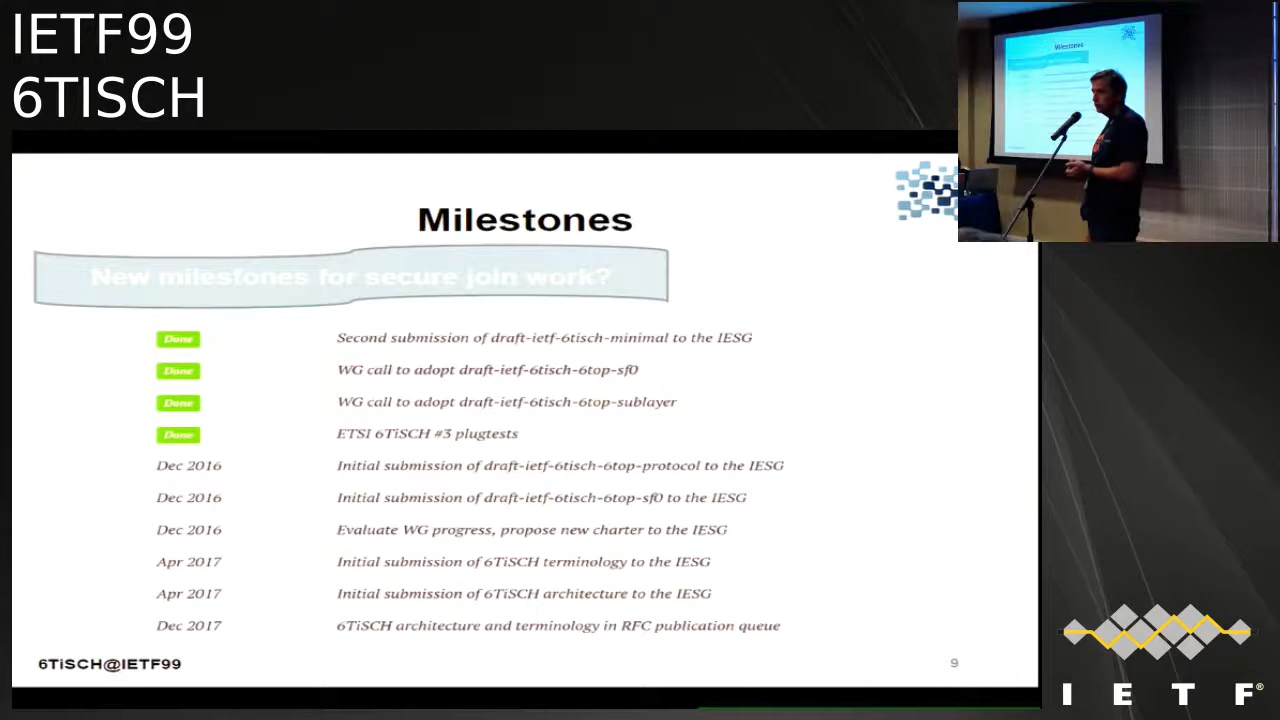 IETF99
6TISCH
Milestones
Milestones
New milestones for secure join work?
Done Second submission of draft-ietf-6tisch-minimal to the IESG
Done WG call to adopt draft-ietf-6tisch-6top-sf0
Done WG call to adopt draft-ietf-6tisch-6top-sublayer
Done ETSI 6TiSCH #3 plugtests
Dec 2016 Initial submission of draft-ietf-6tisch-6top-protocol to the IESG
Dec 2016 Initial submission of draft-ietf-6tisch-6top-sf0 to the IESG
Dec 2016 Evaluate WG progress, propose new charter to the IESG
Apr 2017 Initial submission of 6TiSCH terminology to the IESG
Apr 2017 Initial submission of 6TiSCH architecture to the IESG
Dec 2017 6TiSCH architecture and terminology in RFC publication queue
6TiSCH@IETF99 9
I E T F®